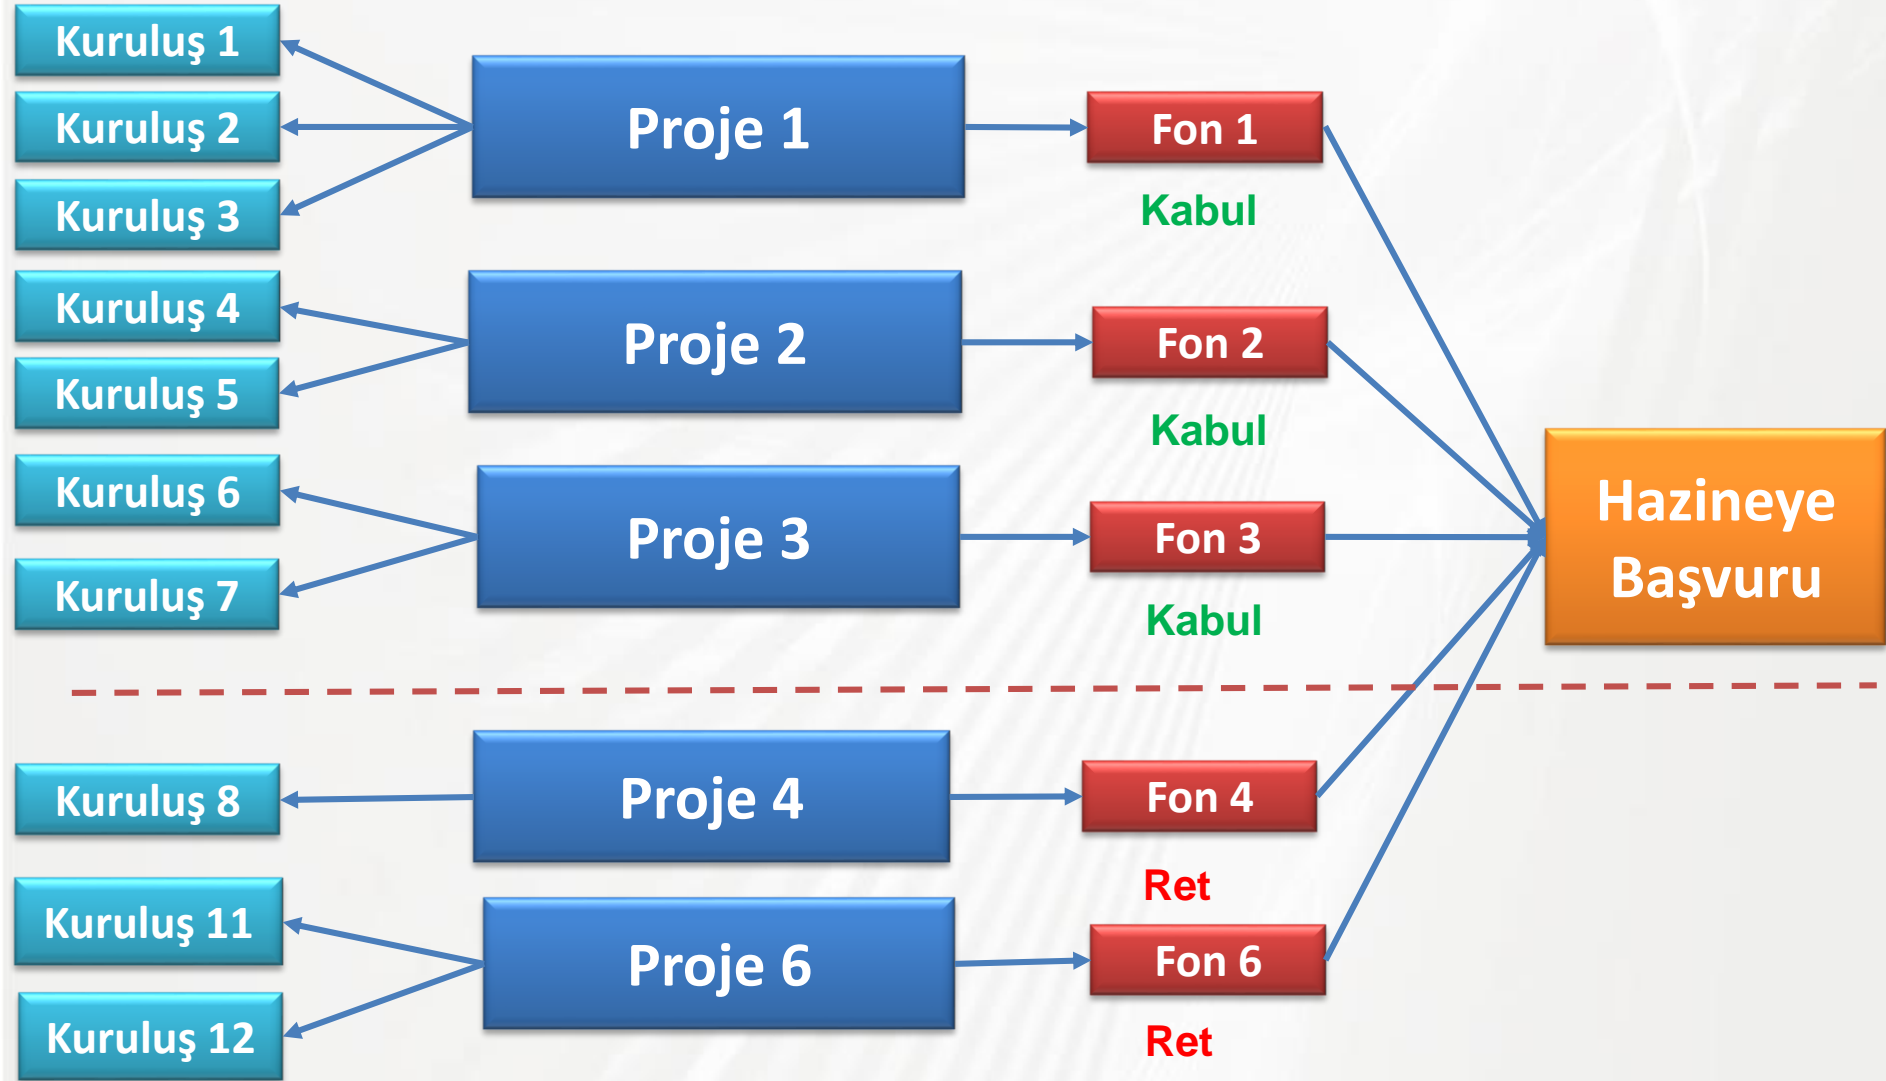 Kuruluş 1
Kuruluş 2
Kuruluş 3
Proje 1
Fon 1
Kabul
Kuruluş 4
Kuruluş 5
Proje 2
Fon 2
Kabul
Kuruluş 6
Kuruluş 7
Proje 3
Fon 3
Kabul
Hazineye
Başvuru
Kuruluş 8
Proje 4
Fon 4
Ret
Kuruluş 11
Kuruluş 12
Proje 6
Fon 6
Ret